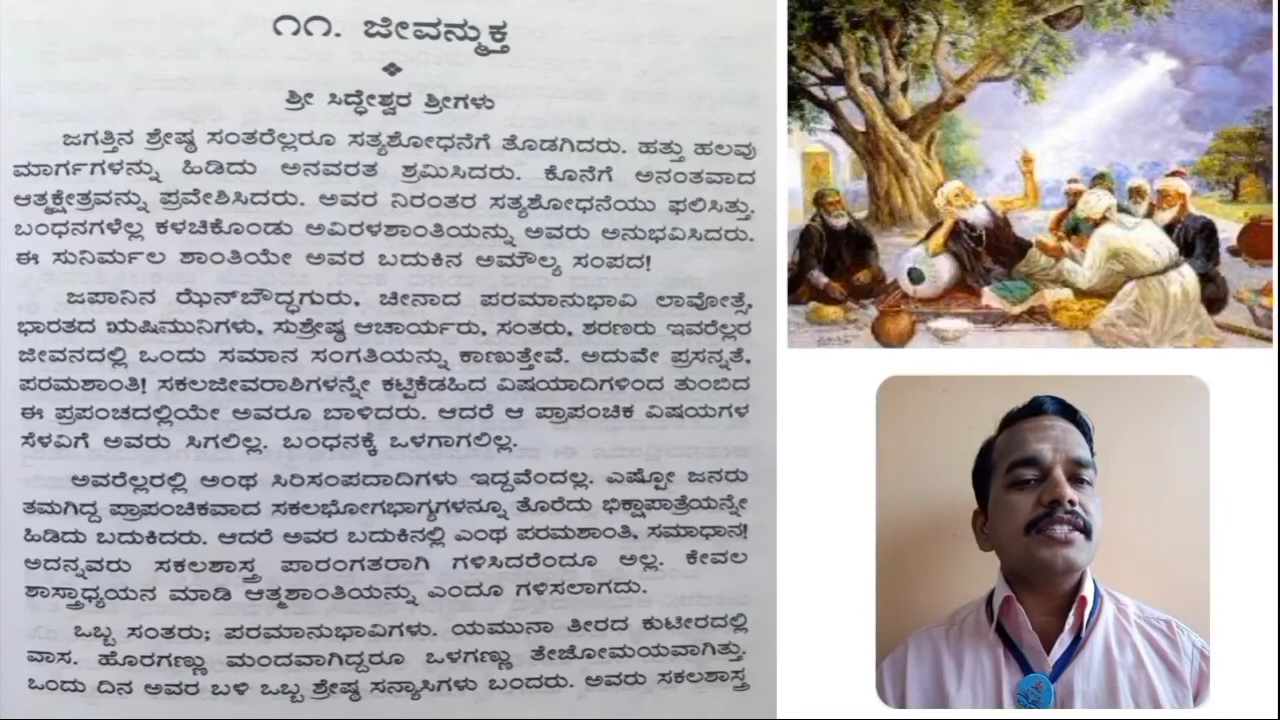 ೧೧. ಜೀವನ್ಮುಕ್ತ
ಶ್ರೀ ಸಿದ್ಧೇಶ್ವರ ಶ್ರೀಗಳು
ಜಗತ್ತಿನ ಶ್ರೇಷ್ಠ ಸಂತರೆಲ್ಲರೂ ಸತ್ಯಶೋಧನೆಗೆ ತೊಡಗಿದರು. ಹತ್ತು ಹಲವು
ಮಾರ್ಗಗಳನ್ನು ಹಿಡಿದು ಅನವರತ ಶ್ರಮಿಸಿದರು. ಕೊನೆಗೆ ಅನಂತವಾದ
ಆತ್ಮಕ್ಷೇತ್ರವನ್ನು ಪ್ರವೇಶಿಸಿದರು. ಅವರ ನಿರಂತರ ಸತ್ಯಶೋಧನೆಯು ಫಲಿಸಿತ್ತು.
ಬಂಧನಗಳೆಲ್ಲ ಕಳಚಿಕೊಂಡು ಅವಿರಳಶಾಂತಿಯನ್ನು ಅವರು ಅನುಭವಿಸಿದರು.
ಈ ಸುನಿರ್ಮಲ ಶಾಂತಿಯೇ ಅವರ ಬದುಕಿನ ಅಮೌಲ್ಯ ಸಂಪದ!
ಜಪಾನಿನ ಝೆನ್‌ಬೌದ್ಧಗುರು, ಚೀನಾದ ಪರಮಾನುಭಾವಿ ಲಾವೋತ್ಸೆ,
ಭಾರತದ ಋಷಿಮುನಿಗಳು, ಸುಶ್ರೇಷ್ಠ ಆಚಾರ್ಯರು, ಸಂತರು, ಶರಣರು ಇವರೆಲ್ಲರ
ಜೀವನದಲ್ಲಿ ಒಂದು ಸಮಾನ ಸಂಗತಿಯನ್ನು ಕಾಣುತ್ತೇವೆ. ಅದುವೇ ಪ್ರಸನ್ನತೆ,
ಪರಮಶಾಂತಿ! ಸಕಲಜೀವರಾಶಿಗಳನ್ನೇ ಕಟ್ಟಿಕೆಡಹಿದ ವಿಷಯಾದಿಗಳಿಂದ ತುಂಬಿದ
ಈ ಪ್ರಪಂಚದಲ್ಲಿಯೇ ಅವರೂ ಬಾಳಿದರು. ಆದರೆ ಆ ಪ್ರಾಪಂಚಿಕ ವಿಷಯಗಳ
ಸೆಳವಿಗೆ ಅವರು ಸಿಗಲಿಲ್ಲ. ಬಂಧನಕ್ಕೆ ಒಳಗಾಗಲಿಲ್ಲ.
ಅವರೆಲ್ಲರಲ್ಲಿ ಅಂಥ ಸಿರಿಸಂಪದಾದಿಗಳು ಇದ್ದವೆಂದಲ್ಲ. ಎಷ್ಟೋ ಜನರು
ತಮಗಿದ್ದ ಪ್ರಾಪಂಚಿಕವಾದ ಸಕಲಭೋಗಭಾಗ್ಯಗಳನ್ನೂ ತೊರೆದು ಭಿಕ್ಷಾಪಾತ್ರೆಯನ್ನೇ
ಹಿಡಿದು ಬದುಕಿದರು. ಆದರೆ ಅವರ ಬದುಕಿನಲ್ಲಿ ಎಂಥ ಪರಮಶಾಂತಿ, ಸಮಾಧಾನ!
ಅದನ್ನವರು ಸಕಲಶಾಸ್ತ್ರ ಪಾರಂಗತರಾಗಿ ಗಳಿಸಿದರೆಂದೂ ಅಲ್ಲ. ಕೇವಲ
ಶಾಸ್ತ್ರಾಧ್ಯಯನ ಮಾಡಿ ಆತ್ಮಶಾಂತಿಯನ್ನು ಎಂದೂ ಗಳಿಸಲಾಗದು.
ಒಬ್ಬ ಸಂತರು; ಪರಮಾನುಭಾವಿಗಳು. ಯಮುನಾ ತೀರದ ಕುಟೀರದಲ್ಲಿ
ವಾಸ. ಹೊರಗಣ್ಣು ಮಂದವಾಗಿದ್ದರೂ ಒಳಗಣ್ಣು ತೇಜೋಮಯವಾಗಿತ್ತು.
ಒಂದು ದಿನ ಅವರ ಬಳಿ ಒಬ್ಬ ಶ್ರೇಷ್ಠ ಸನ್ಯಾಸಿಗಳು ಬಂದರು. ಅವರು ಸಕಲಶಾಸ್ತ್ರ